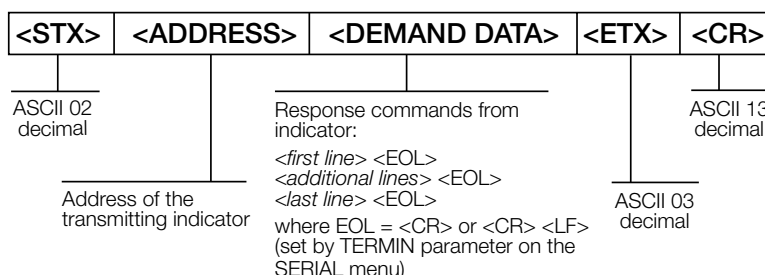 <STX> <ADDRESS> <DEMAND DATA> <ETX> <CR>
ASCII 02
decimal
Address of the
transmitting indicator
Response commands from
indicator:
<first line> <EOL>
<additional lines> <EOL>
<last line> <EOL>
where EOL = <CR> or <CR> <LF>
(set by TERMIN parameter on the
SERIAL menu)
ASCII 03
decimal
ASCII 13
decimal